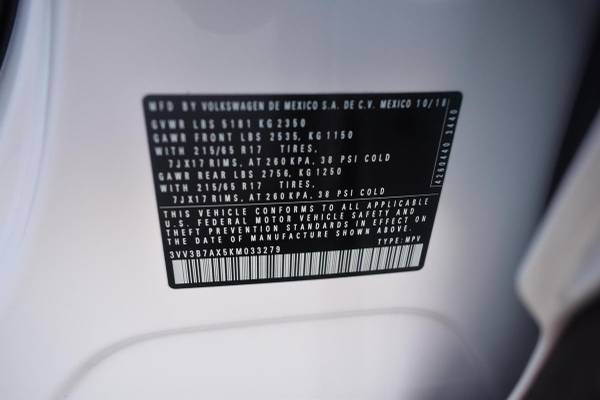 MFD BY VOLKSWAGEN DE MEXICO S.A. DE C.V. MEXICO 10/18
GVWR LBS 5181 KG 2350
GAWR FRONT LBS 2535, KG 1150
WITH 215/65 R17 TIRES,
7JX17 RIMS, AT 260 KPA, 38 PSI COLD
GAWR REAR LBS 2756, KG 1250
WITH 215/65 R17 TIRES,
7JX17 RIMS, AT 260 KPA, 38 PSI COLD
THIS VEHICLE CONFORMS TO ALL APPLICABLE
U.S. FEDERAL MOTOR VEHICLE SAFETY AND
THEFT PREVENTION STANDARDS IN EFFECT ON
THE DATE OF MANUFACTURE SHOWN ABOVE.
3VV3B7AX5KM033279 TYPE: MPV
4260440 3440